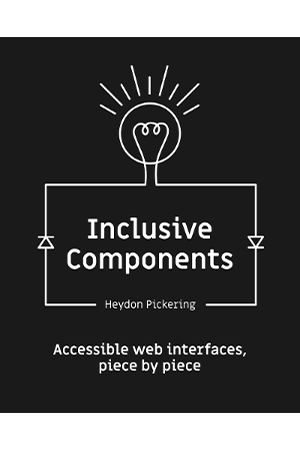 Inclusive
Components
Heydon Pickering
Accessible web interfaces,
piece by piece